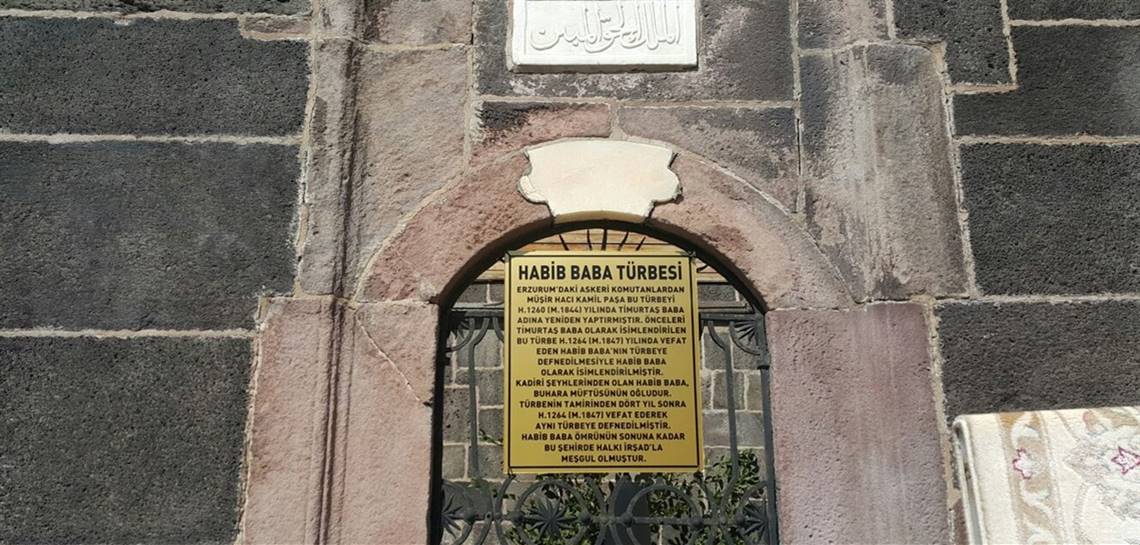 الملك الحق المبين
HABİB BABA TÜRBESİ
ERZURUM'DAKİ ASKERİ KOMUTANLARDAN
MÜŞİR HACI KAMİL PAŞA BU TÜRBEYİ
H.1260 (M.1844) YILINDA TİMURTAŞ BABA
ADINA YENİDEN YAPTIRMIŞTIR. ÖNCELERİ
TİMURTAŞ BABA OLARAK İSİMLENDİRİLEN
BU TÜRBE H.1264 (M.1847) YILINDA VEFAT
EDEN HABİB BABA'NIN TÜRBEYE
DEFNEDİLMESİYLE HABİB BABA
OLARAK İSİMLENDİRİLMİŞTİR.
KADİRİ ŞEYHLERİNDEN OLAN HABİB BABA,
BUHARA MÜFTÜSÜNÜN OĞLUDUR.
TÜRBENİN TAMİRİNDEN DÖRT YIL SONRA
H.1264 (M.1847) VEFAT EDEREK
AYNI TÜRBEYE DEFNEDİLMİŞTİR.
HABİB BABA ÖMRÜNÜN SONUNA KADAR
BU ŞEHİRDE HALKI İRŞAD'LA
MEŞGUL OLMUŞTUR.